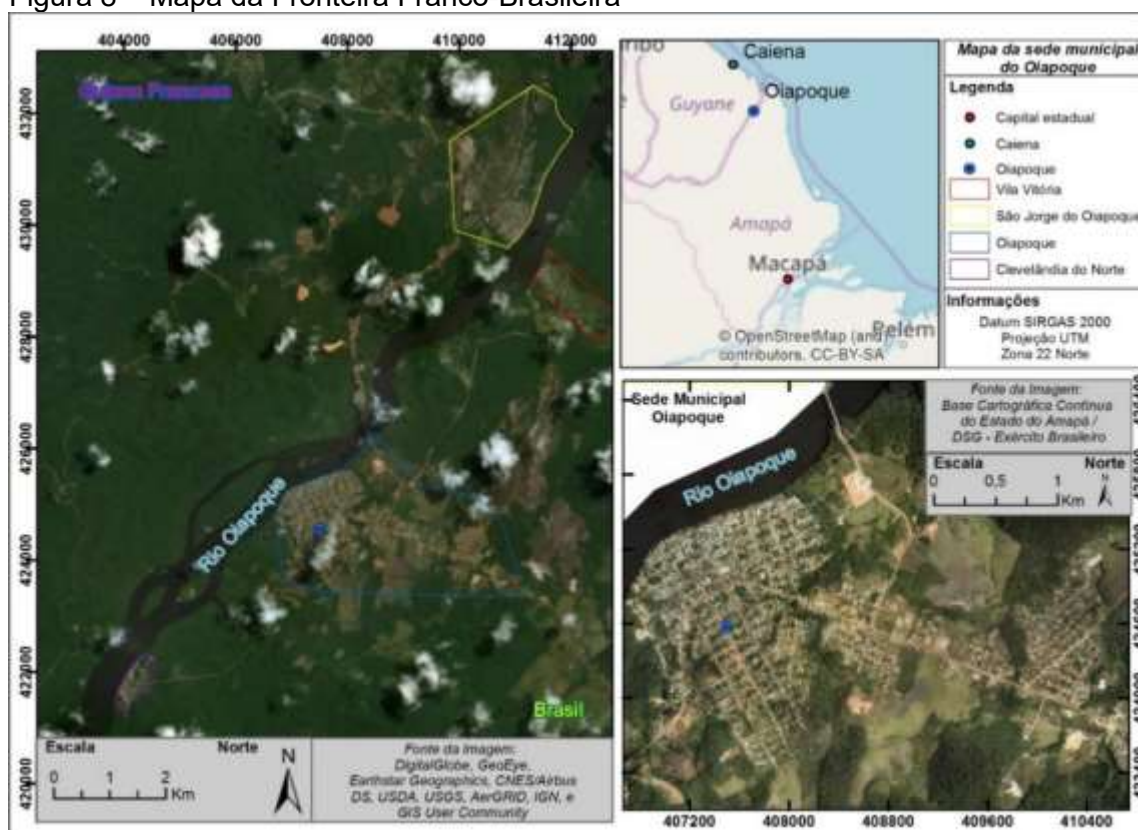 Figura 8 – Mapa da Fronteira Franco-Brasileira
404000 406000 408000 410000 412000
432000
430000
428000
426000
424000
422000
420000
Rio Oiapoque
Brasil
Escala
Norte
N
0 1 2
Km
Fonte da Imagem:
DigitalGlobe, GeoEye,
Earthstar Geographics, CNES/Airbus
DS, USDA, USGS, AerGRID, IGN, e
GIS User Community
Caiena
Oiapoque
Guyane
Amapá
Macapá
Belém
© OpenStreetMap (and)
contributors, CC-BY-SA
Mapa da sede municipal
do Oiapoque
Legenda
Capital estadual
Caiena
Oiapoque
Vila Vitória
São Jorge do Oiapoque
Oiapoque
Clevelândia do Norte
Informações
Datum SIRGAS 2000
Projeção UTM
Zona 22 Norte
Sede Municipal
Oiapoque
Rio Oiapoque
Fonte da Imagem:
Base Cartográfica Contínua
do Estado do Amapá /
DSG - Exército Brasileiro
Escala
Norte
N
0 0,5 1
Km
407200 408000 408800 409600 410400